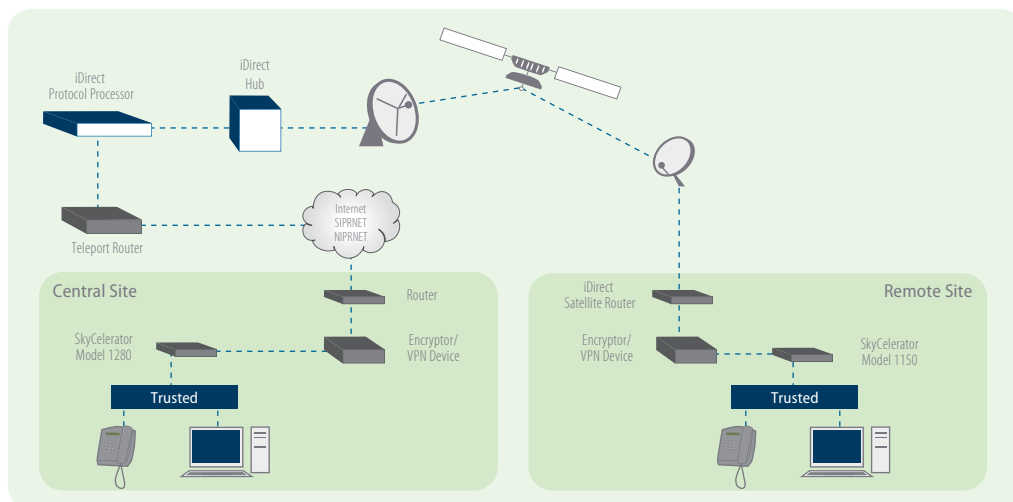 iDirect
Protocol Processor
iDirect
Hub
Internet
SIPRNET
NIPRNET
Teleport Router
Central Site
Router
SkyCelerator
Model 1280
Encryptor/
VPN Device
Trusted
iDirect
Satellite Router
Remote Site
Encryptor/
VPN Device
SkyCelerator
Model 1150
Trusted